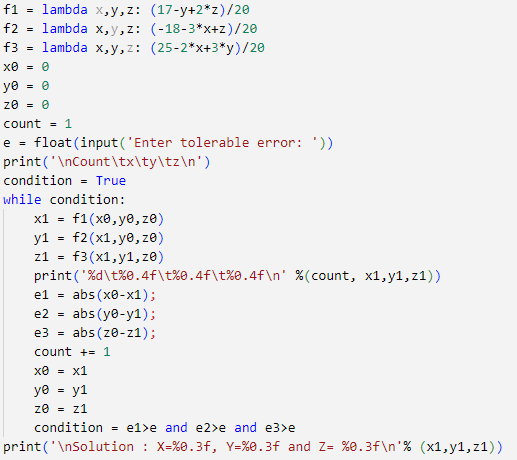 f1 = lambda x,y,z: (17-y+2*z)/20
f2 = lambda x,y,z: (-18-3*x+z)/20
f3 = lambda x,y,z: (25-2*x+3*y)/20
x0 = 0
y0 = 0
z0 = 0
count = 1
e = float(input('Enter tolerable error: '))
print('\nCount\tx\ty\tz\n')
condition = True
while condition:
    x1 = f1(x0,y0,z0)
    y1 = f2(x1,y0,z0)
    z1 = f3(x1,y1,z0)
    print('%d\t%0.4f\t%0.4f\t%0.4f\n' %(count, x1,y1,z1))
    e1 = abs(x0-x1);
    e2 = abs(y0-y1);
    e3 = abs(z0-z1);
    count += 1
    x0 = x1
    y0 = y1
    z0 = z1
    condition = e1>e and e2>e and e3>e
print('\nSolution : X=%0.3f, Y=%0.3f and Z= %0.3f\n'% (x1,y1,z1))